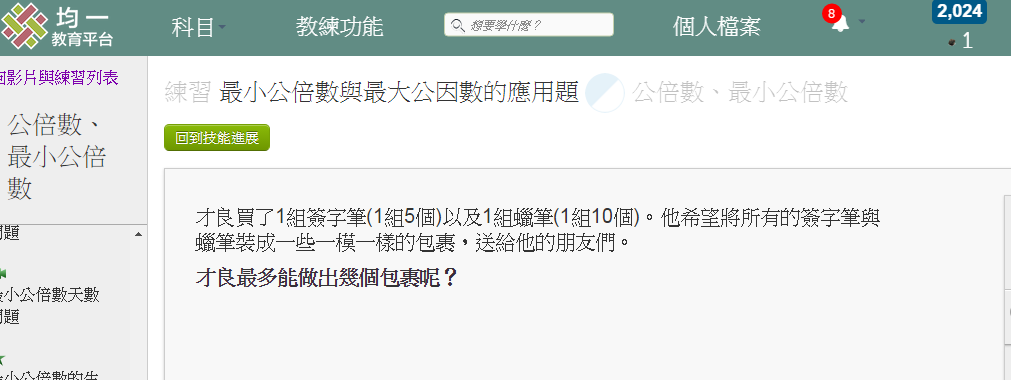 均一
教育平台
科目
教練功能
想要學什麼？
個人檔案
8
2,024
1
回影片與練習列表
公倍數、
最小公倍
數
問題
最小公倍數天數
問題
公倍數的生
練習 最小公倍數與最大公因數的應用題 公倍數、最小公倍數
回到技能進展
才良買了1組簽字筆(1組5個)以及1組蠟筆(1組10個)。他希望將所有的簽字筆與
蠟筆裝成一些一模一樣的包裹，送給他的朋友們。
才良最多能做出幾個包裹呢？